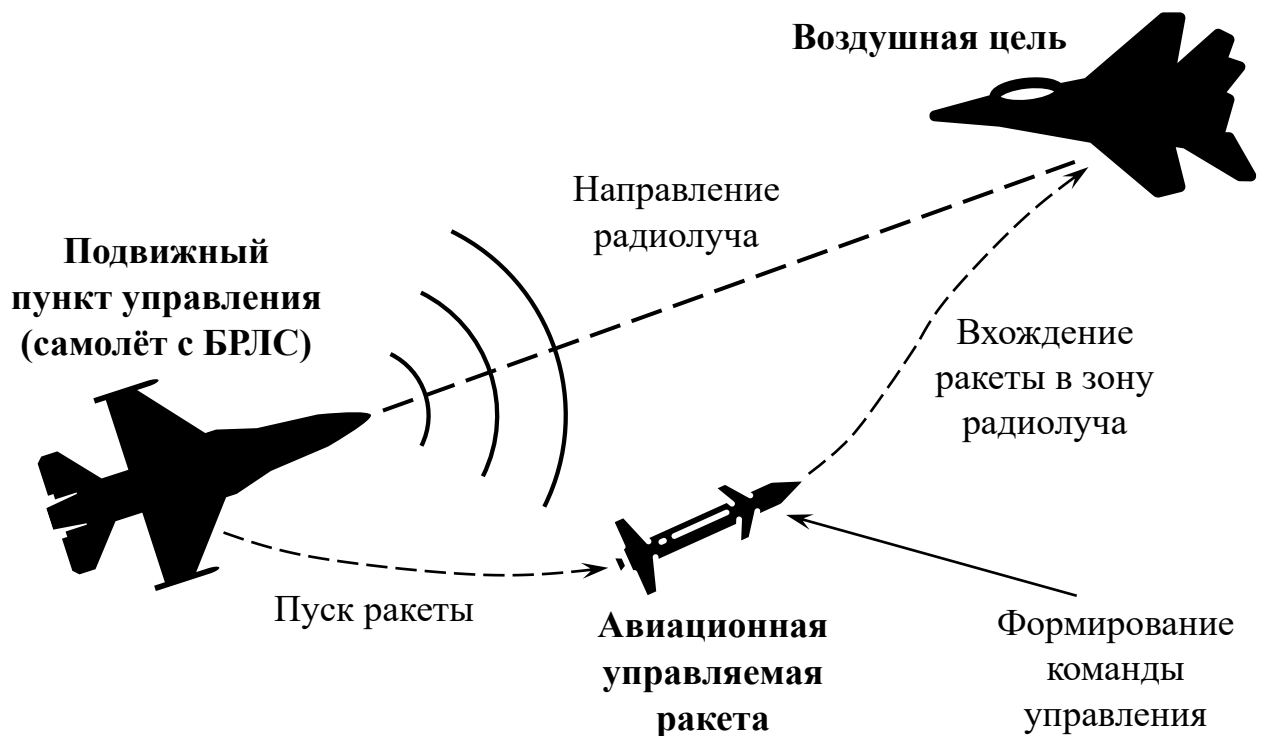 Воздушная цель
Направление
радиолуча
Подвижный
пункт управления
(самолёт с БРЛС)
Вхождение
ракеты в зону
радиолуча
Пуск ракеты
Авиационная
управляемая
ракета
Формирование
команды
управления